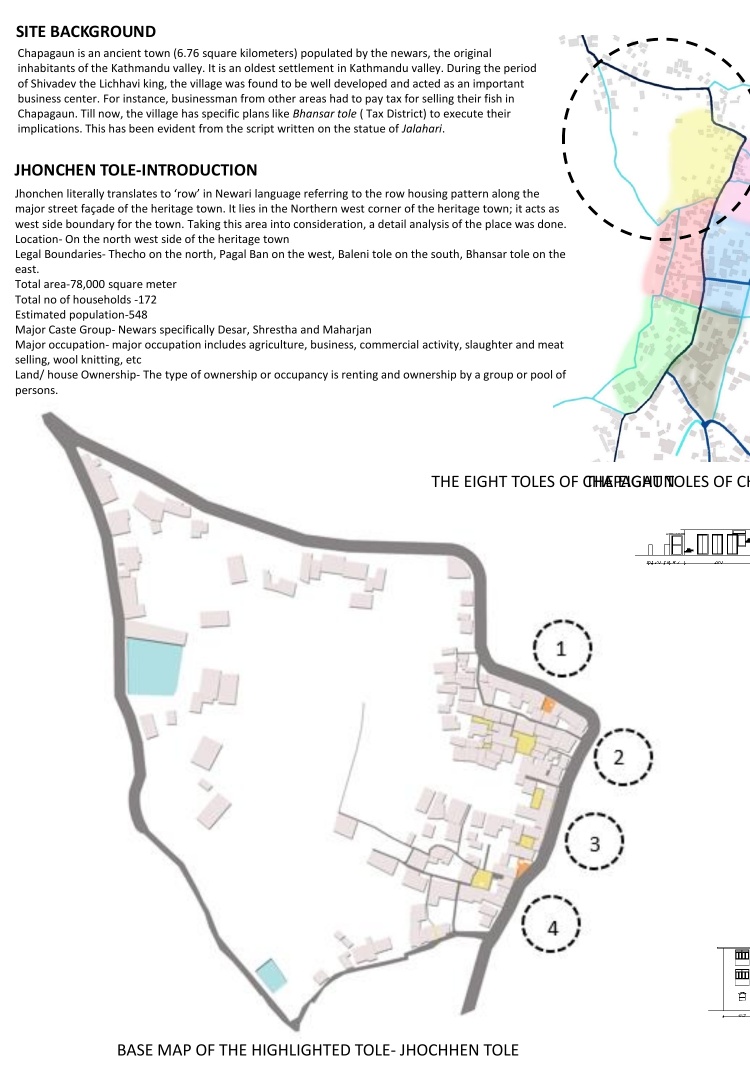 SITE BACKGROUND
Chapagaun is an ancient town (6.76 square kilometers) populated by the newars, the original
inhabitants of the Kathmandu valley. It is an oldest settlement in Kathmandu valley. During the period
of Shivadev the Lichhavi king, the village was found to be well developed and acted as an important
business center. For instance, businessman from other areas had to pay tax for selling their fish in
Chapagaun. Till now, the village has specific plans like Bhansar tole ( Tax District) to execute their
implications. This has been evident from the script written on the statue of Jalahari.
JHONCHEN TOLE-INTRODUCTION
Jhonchen literally translates to ‘row’ in Newari language referring to the row housing pattern along the
major street façade of the heritage town. It lies in the Northern west corner of the heritage town; it acts as
west side boundary for the town. Taking this area into consideration, a detail analysis of the place was done.
Location- On the north west side of the heritage town
Legal Boundaries- Thecho on the north, Pagal Ban on the west, Baleni tole on the south, Bhansar tole on the
east.
Total area-78,000 square meter
Total no of households -172
Estimated population-548
Major Caste Group- Newars specifically Desar, Shrestha and Maharjan
Major occupation- major occupation includes agriculture, business, commercial activity, slaughter and meat
selling, wool knitting, etc
Land/ house Ownership- The type of ownership or occupancy is renting and ownership by a group or pool of
persons.
THE EIGHT TOLES OF CHAPAGAUN
1
2
3
4
BASE MAP OF THE HIGHLIGHTED TOLE- JHOCHHEN TOLE